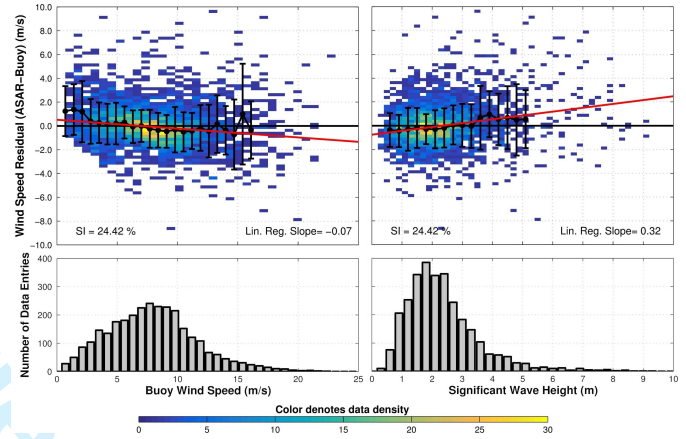 Wind Speed Residual (ASAR−Buoy) (m/s)
10.0
8.0
6.0
4.0
2.0
0.0
−2.0
−4.0
−6.0
−8.0
−10.0
SI = 24.42 %
Lin. Reg. Slope= −0.07
SI = 24.42 %
Lin. Reg. Slope= 0.32
Number of Data Entries
400
300
200
100
0
0 5 10 15 20 25
Buoy Wind Speed (m/s)
0 1 2 3 4 5 6 7 8 9 10
Significant Wave Height (m)
Color denotes data density
0 5 10 15 20 25 30